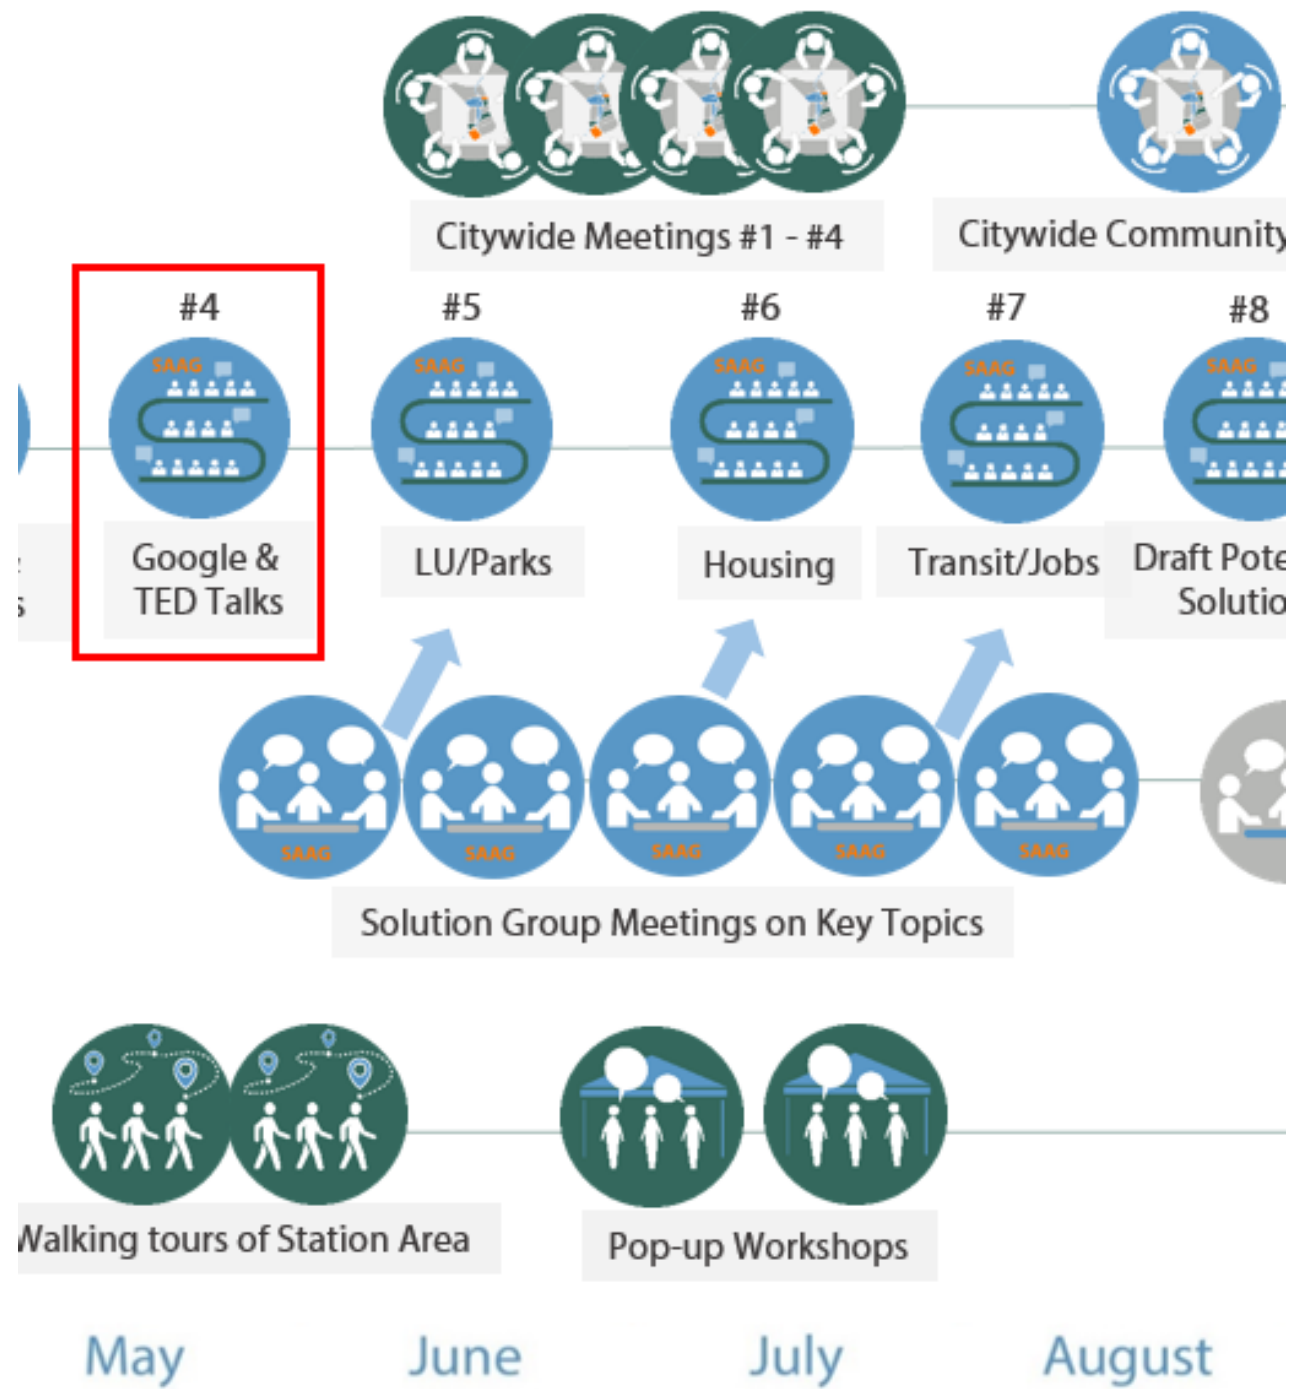 Citywide Meetings #1 - #4
Citywide Community
#4
#5
#6
#7
#8
SAAG
SAAG
SAAG
SAAG
SAAG
Google &
TED Talks
LU/Parks
Housing
Transit/Jobs
Draft Pote
Solutio
SAAG
SAAG
SAAG
SAAG
SAAG
Solution Group Meetings on Key Topics
Walking tours of Station Area
Pop-up Workshops
May
June
July
August